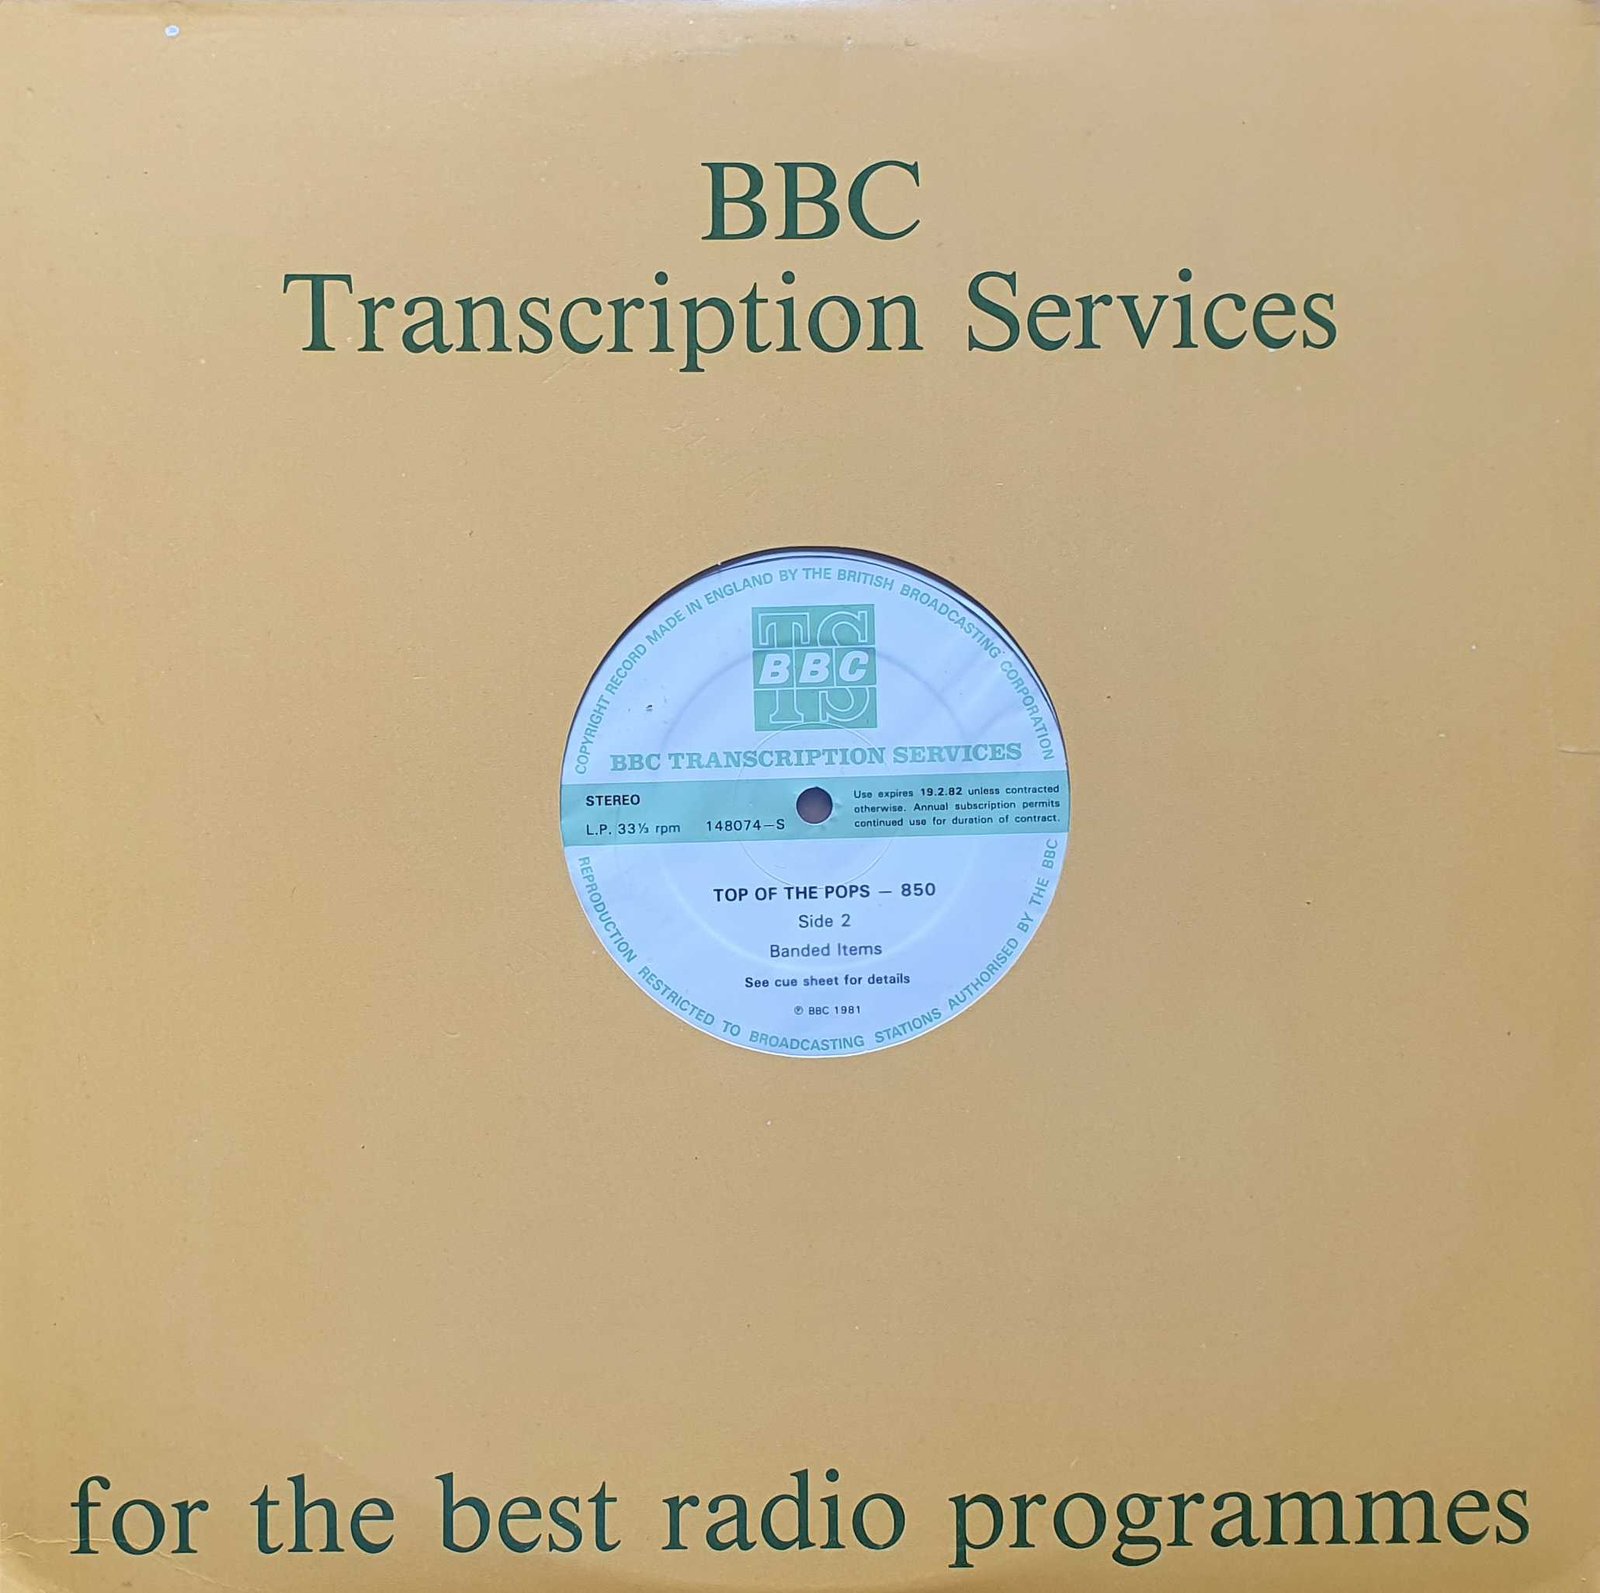 BBC
Transcription Services
COPYRIGHT RECORD MADE IN ENGLAND BY THE BRITISH BROADCASTING CORPORATION
TS
BBC
TS
BBC TRANSCRIPTION SERVICES
STEREO
L.P. 33⅓ rpm 148074–S
Use expires 19.2.82 unless contracted
otherwise. Annual subscription permits
continued use for duration of contract.
TOP OF THE POPS – 850
Side 2
Banded Items
See cue sheet for details
℗ BBC 1981
REPRODUCTION RESTRICTED TO BROADCASTING STATIONS AUTHORISED BY THE BBC
for the best radio programmes